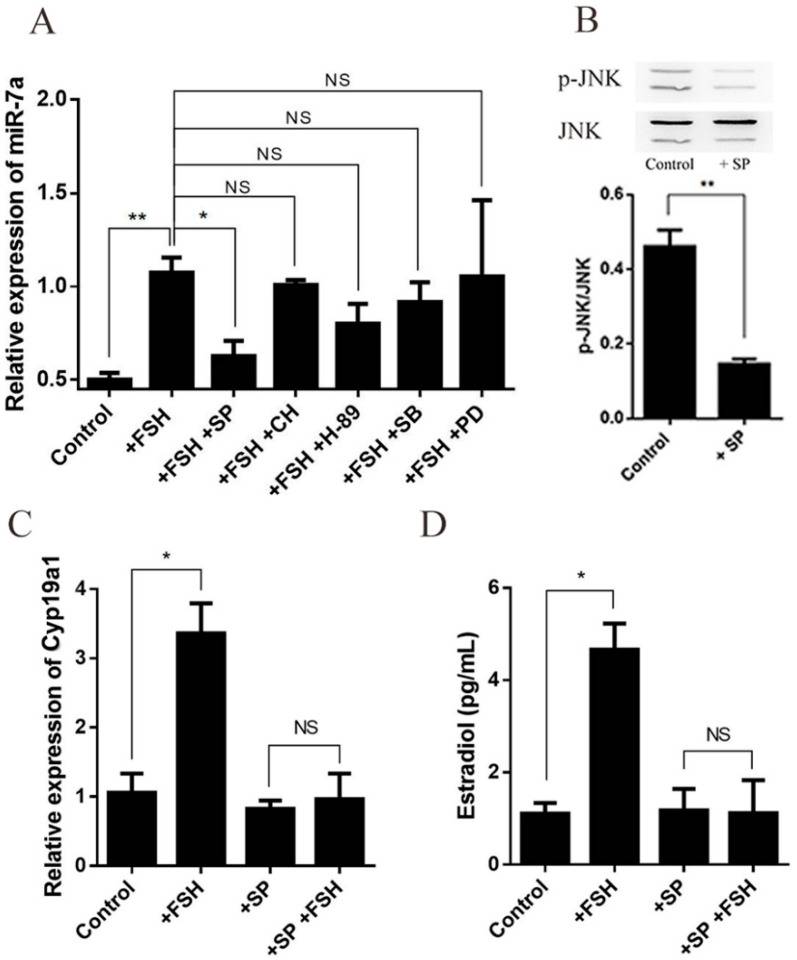 A
Relative expression of miR-7a
2.0
1.5
1.0
0.5
**
*
NS
NS
NS
NS
Control
+FSH
+FSH +SP
+FSH +CH
+FSH +H-89
+FSH +SB
+FSH +PD
B
p-JNK
JNK
Control
+ SP
p-JNK/JNK
0.6
0.4
0.2
0.0
**
Control
+ SP
C
Relative expression of Cyp19a1
4
3
2
1
0
*
NS
Control
+FSH
+SP
+SP +FSH
D
Estradiol (pg/mL)
6
4
2
0
*
NS
Control
+FSH
+SP
+SP +FSH